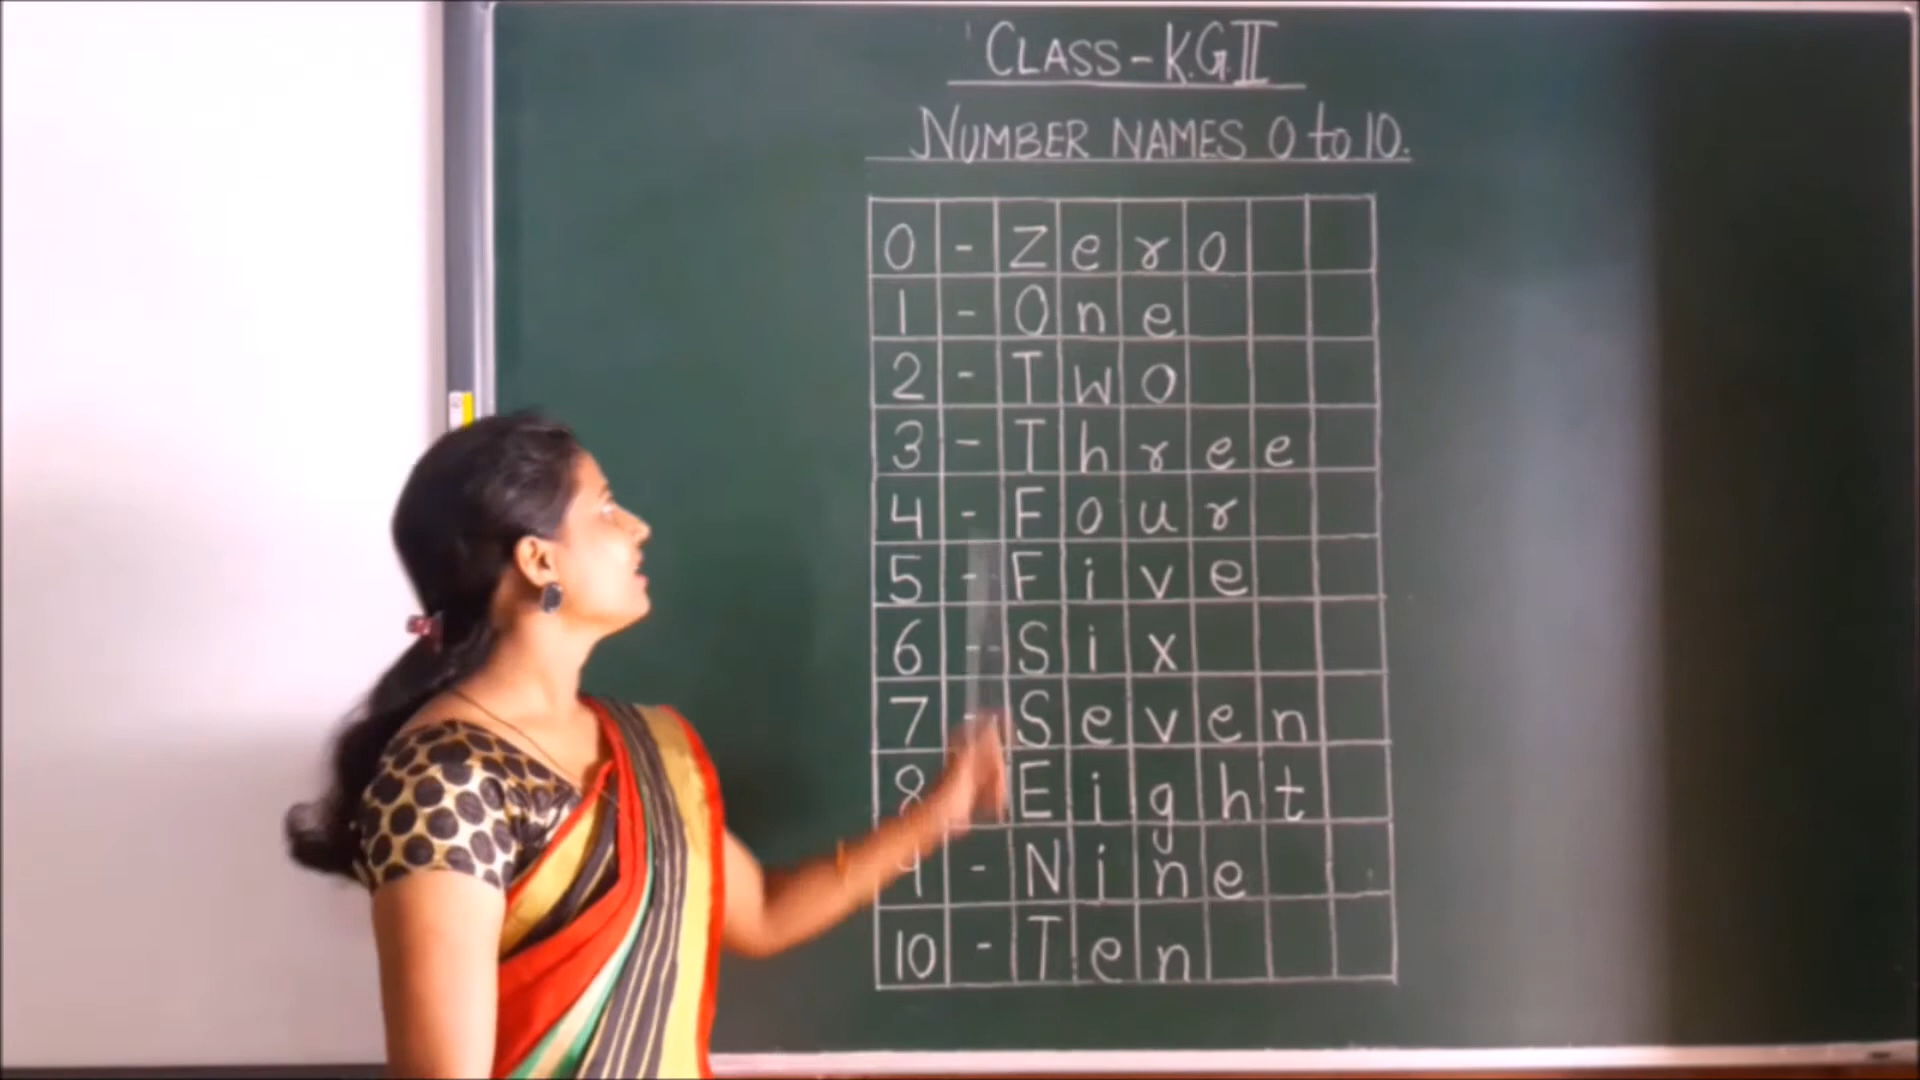 CLASS - K.G.II
NUMBER NAMES 0 to 10.
0 - Zero
1 - One
2 - Two
3 - Three
4 - Four
5 - Five
6 - Six
7 - Seven
8 - Eight
9 - Nine
10 - Ten